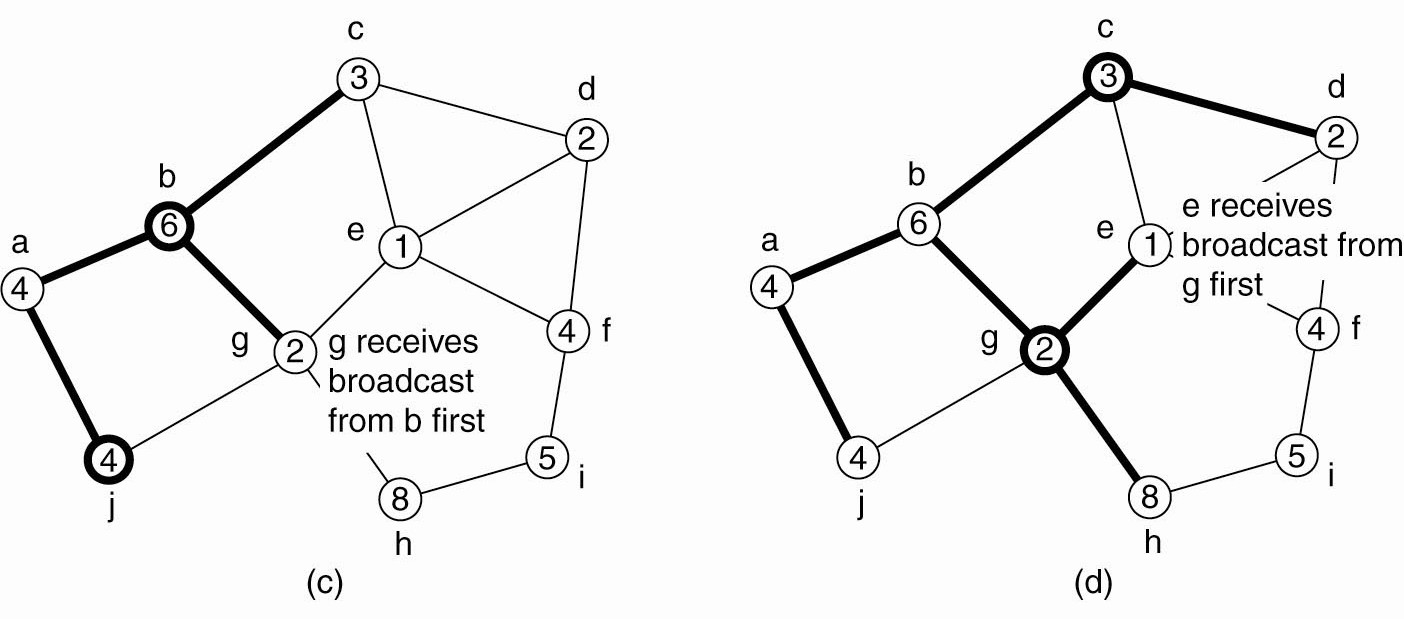 c
3
d
2
b
6
a
4
e
1
g
2
g receives
broadcast
from b first
4
f
4
j
5
i
8
h
(c)
c
3
d
2
b
6
a
4
e
1
e receives
broadcast from
g first
g
2
4
f
4
j
5
i
8
h
(d)